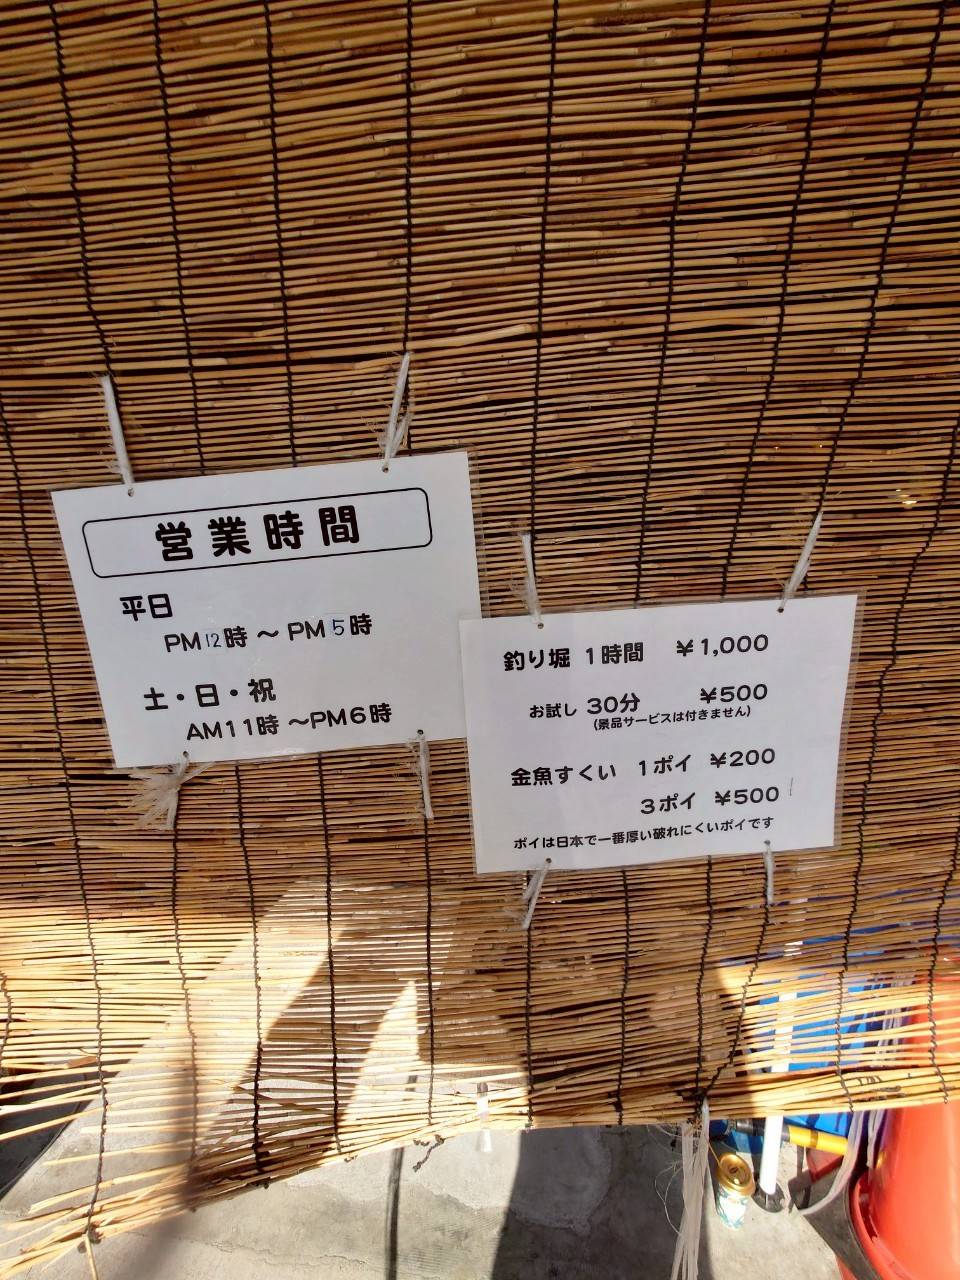 営業時間
平日
PM12時～PM5時
土・日・祝
AM11時～PM6時
釣り堀 1時間 ￥1,000
お試し 30分 ￥500
(景品サービスは付きません)
金魚すくい 1ポイ ￥200
3ポイ ￥500
ポイは日本で一番厚い破れにくいポイです